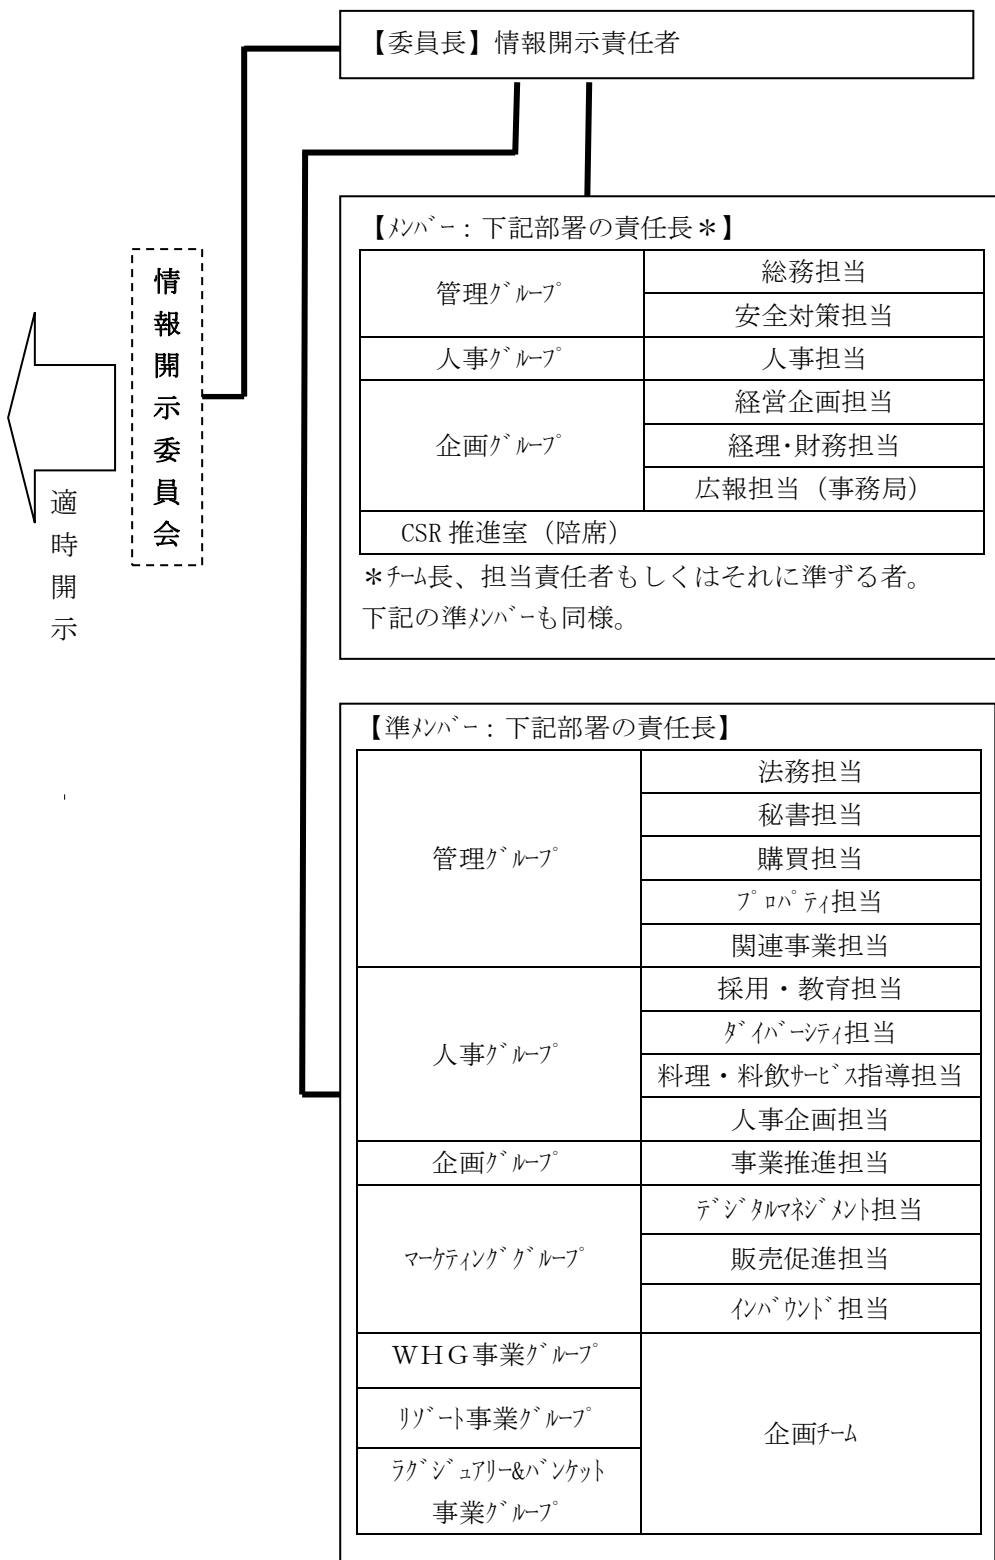 【委員長】情報開示責任者
【ﾒﾝﾊﾞｰ：下記部署の責任長＊】
管理ｸﾞﾙｰﾌﾟ
総務担当
安全対策担当
人事ｸﾞﾙｰﾌﾟ
人事担当
企画ｸﾞﾙｰﾌﾟ
経営企画担当
経理･財務担当
広報担当（事務局）
CSR 推進室（陪席）
＊ﾁｰﾑ長、担当責任者もしくはそれに準ずる者。
下記の準ﾒﾝﾊﾞｰも同様。
情報開示委員会
適時開示
【準ﾒﾝﾊﾞｰ：下記部署の責任長】
管理ｸﾞﾙｰﾌﾟ
法務担当
秘書担当
購買担当
ﾌﾟﾛﾊﾟﾃｨ担当
関連事業担当
人事ｸﾞﾙｰﾌﾟ
採用・教育担当
ﾀﾞｲﾊﾞｰｼﾃｨ担当
料理・料飲ｻｰﾋﾞｽ指導担当
人事企画担当
企画ｸﾞﾙｰﾌﾟ
事業推進担当
ﾏｰｹﾃｨﾝｸﾞｸﾞﾙｰﾌﾟ
ﾃﾞｼﾞﾀﾙﾏﾈｼﾞﾒﾝﾄ担当
販売促進担当
ｲﾝﾊﾞｳﾝﾄﾞ担当
ＷＨＧ事業ｸﾞﾙｰﾌﾟ
ﾘｿﾞｰﾄ事業ｸﾞﾙｰﾌﾟ
ﾗｸﾞｼﾞｭｱﾘｰ&ﾊﾞﾝｹｯﾄ
事業ｸﾞﾙｰﾌﾟ
企画ﾁｰﾑ